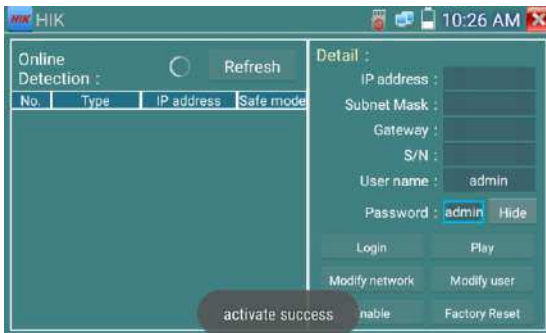 HIK HIK 10:26 AM
Online Detection : Refresh
No. Type IP address Safe mode
Detail :
IP address :
Subnet Mask :
Gateway :
S/N :
User name : admin
Password : admin Hide
Login Play
Modify network Modify user
nable Factory Reset
activate success